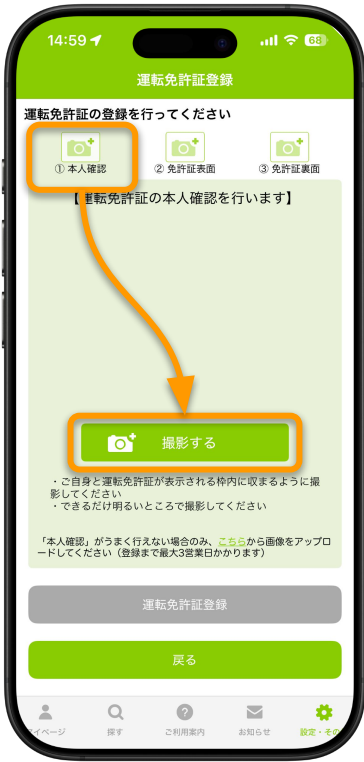 14:59
68
運転免許証登録
運転免許証の登録を行ってください
① 本人確認
② 免許証表面
③ 免許証裏面
【運転免許証の本人確認を行います】
撮影する
・ご自身と運転免許証が表示される枠内に収まるように撮
影してください
・できるだけ明るいところで撮影してください
「本人確認」がうまく行えない場合のみ、こちらから画像をアップロ
ードしてください（登録まで最大3営業日かかります）
運転免許証登録
戻る
マイページ
探す
ご利用案内
お知らせ
設定・その